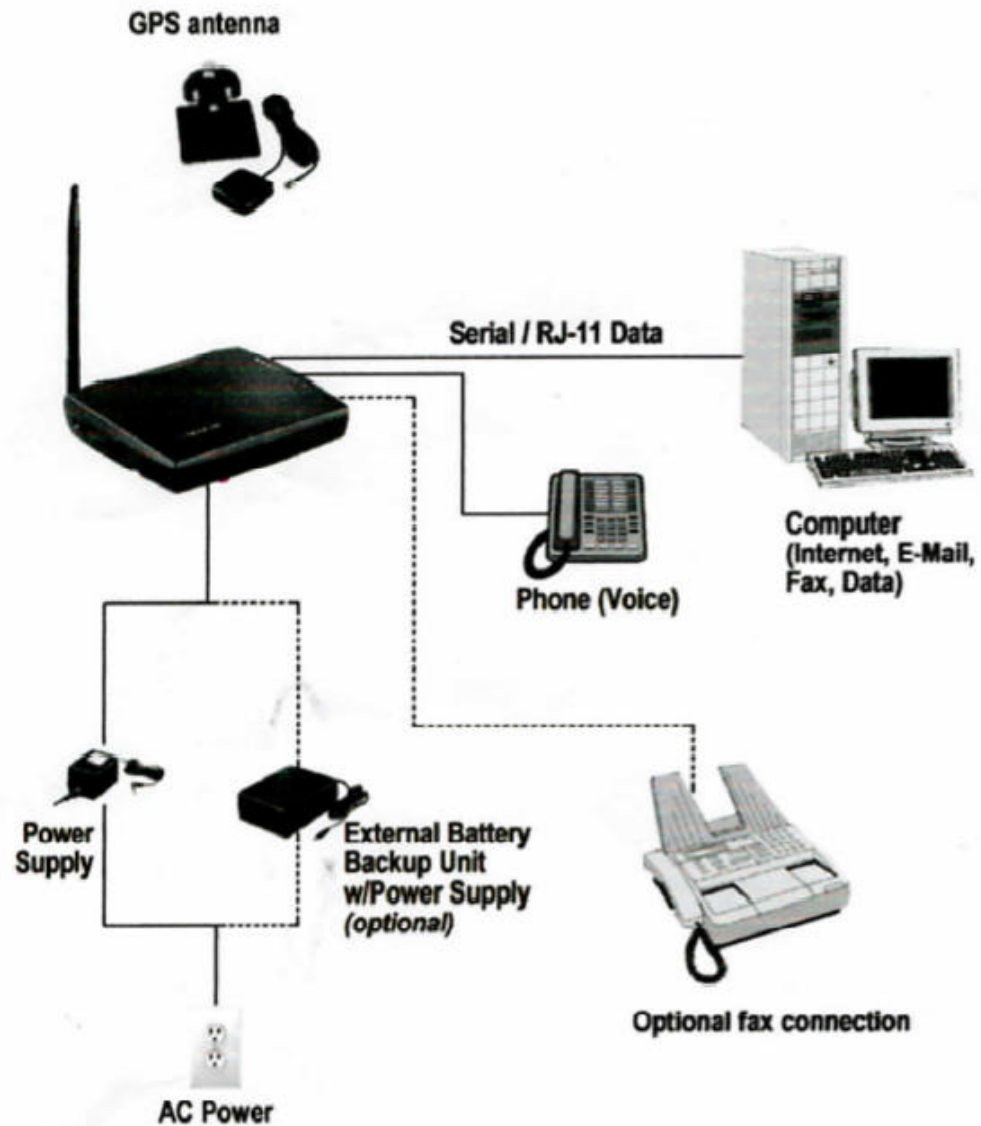 GPS antenna
Serial / RJ-11 Data
Computer
(Internet, E-Mail,
Fax, Data)
Phone (Voice)
Power
Supply
External Battery
Backup Unit
w/Power Supply
(optional)
Optional fax connection
AC Power